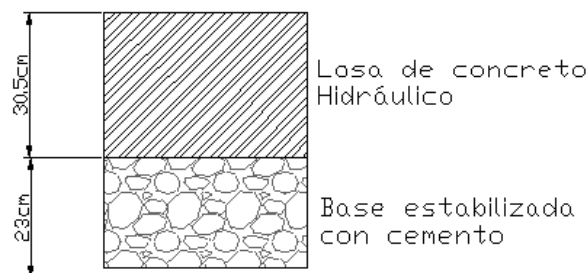 30.5cm
Losa de concreto
Hidráulico
23cm
Base estabilizada
con cemento